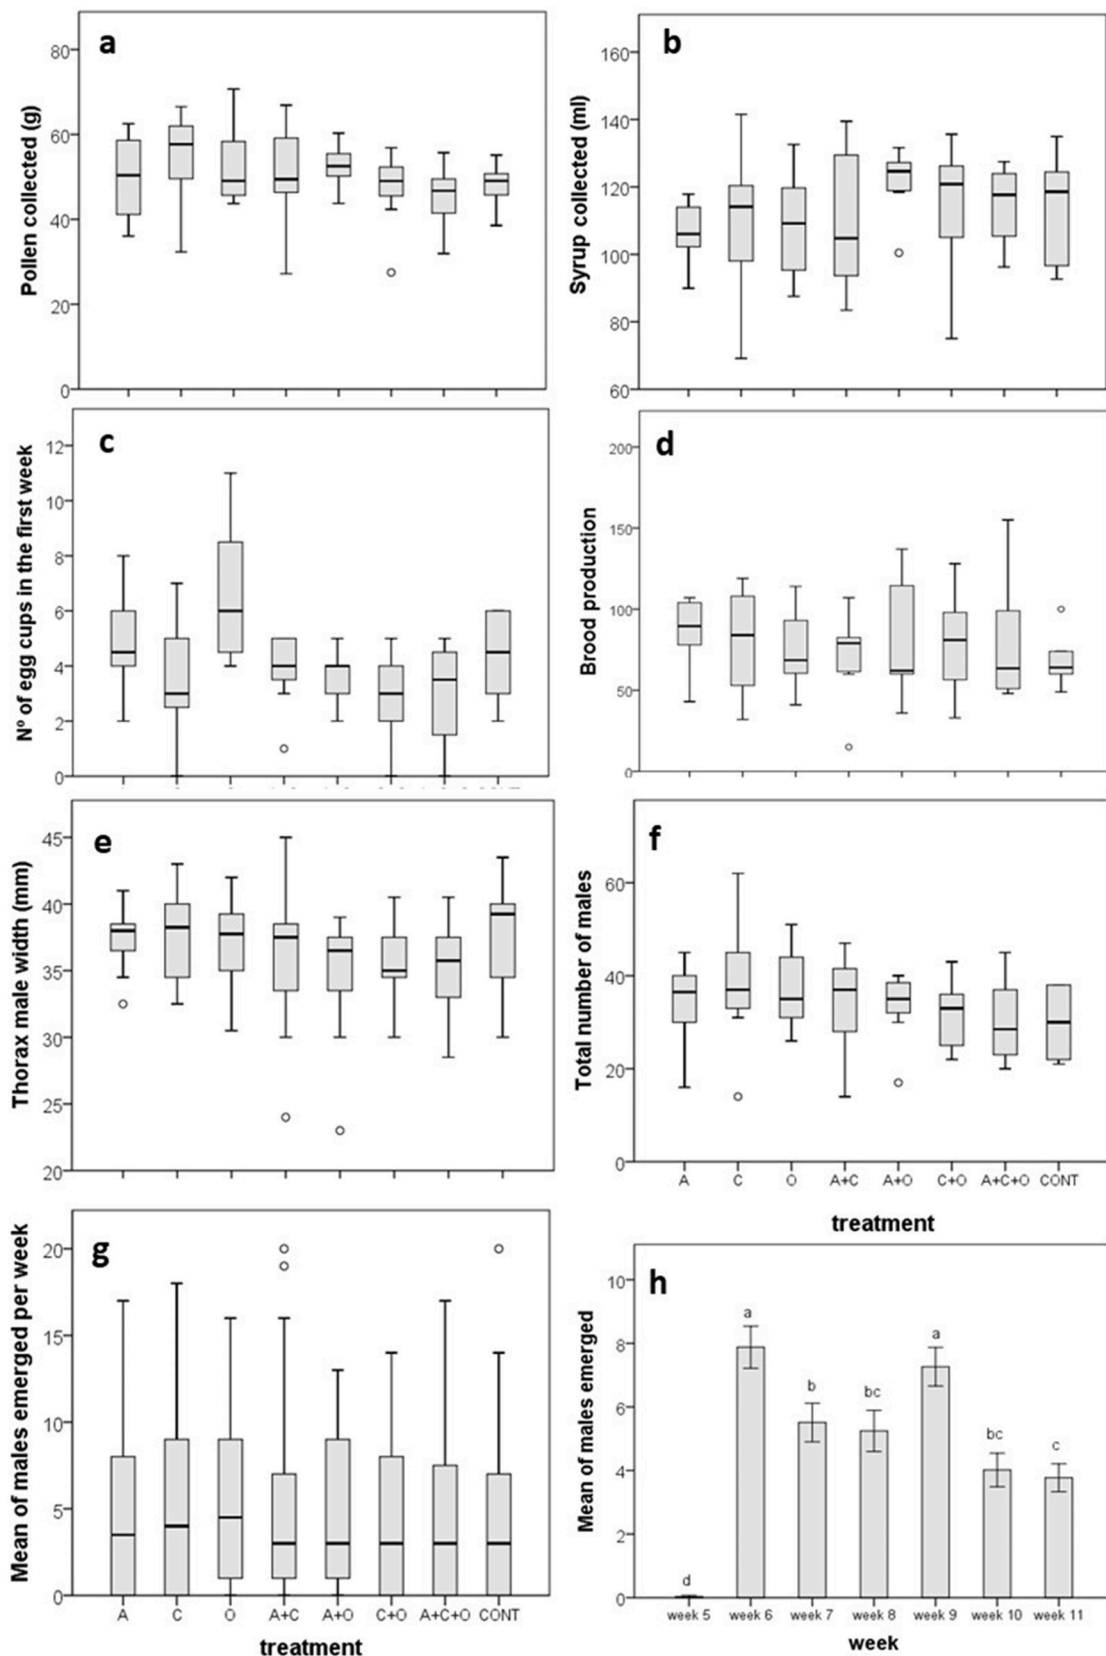 a
Pollen collected (g)
80
60
40
20
0
b
Syrup collected (ml)
160
140
120
100
80
60
c
Nº of egg cups in the first week
12
10
8
6
4
2
0
d
Brood production
200
150
100
50
0
e
Thorax male width (mm)
45
40
35
30
25
20
f
Total number of males
60
40
20
0
A C O A+C A+O C+O A+C+O CONT
treatment
g
Mean of males emerged per week
20
15
10
5
0
A C O A+C A+O C+O A+C+O CONT
treatment
h
Mean of males emerged
10
8
6
4
2
0
d a b bc a bc c
week 5 week 6 week 7 week 8 week 9 week 10 week 11
week